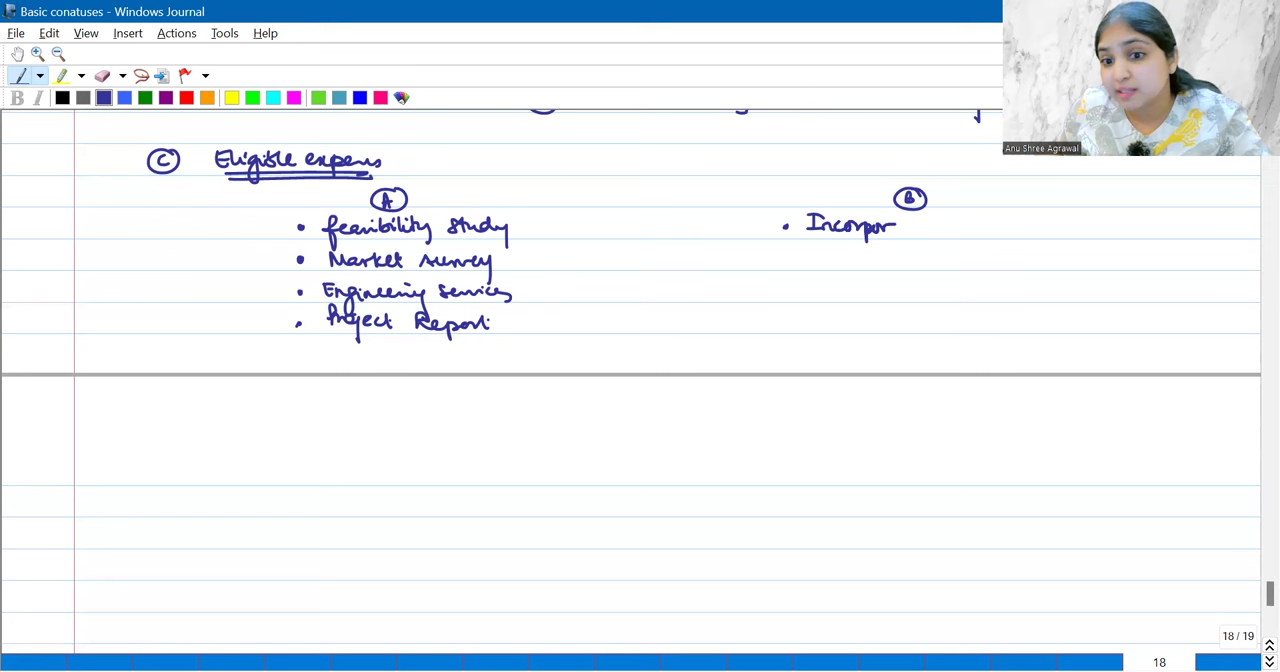 Basic conatuses - Windows Journal
File Edit View Insert Actions Tools Help
B I
Anu Shree Agrawal
C Eligible expens
A
• feasibility study
• Market survey
• Engineering services
• Project Report
B
• Incorpor
18 / 19
18